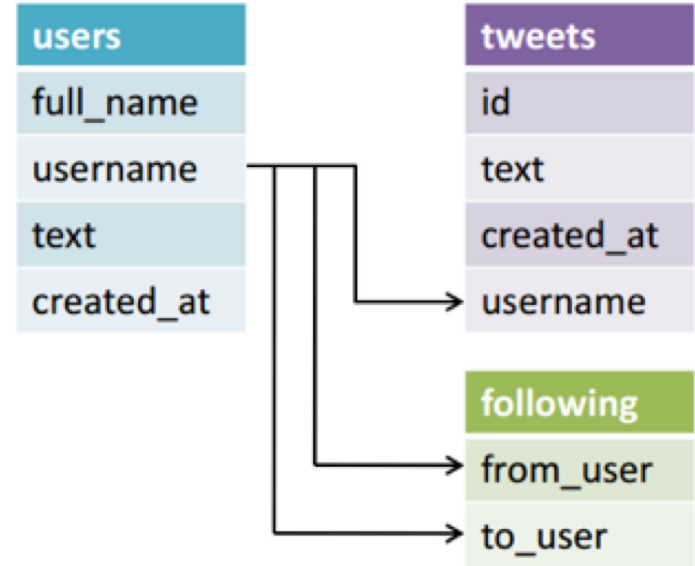 users
full_name
username
text
created_at
tweets
id
text
created_at
username
following
from_user
to_user